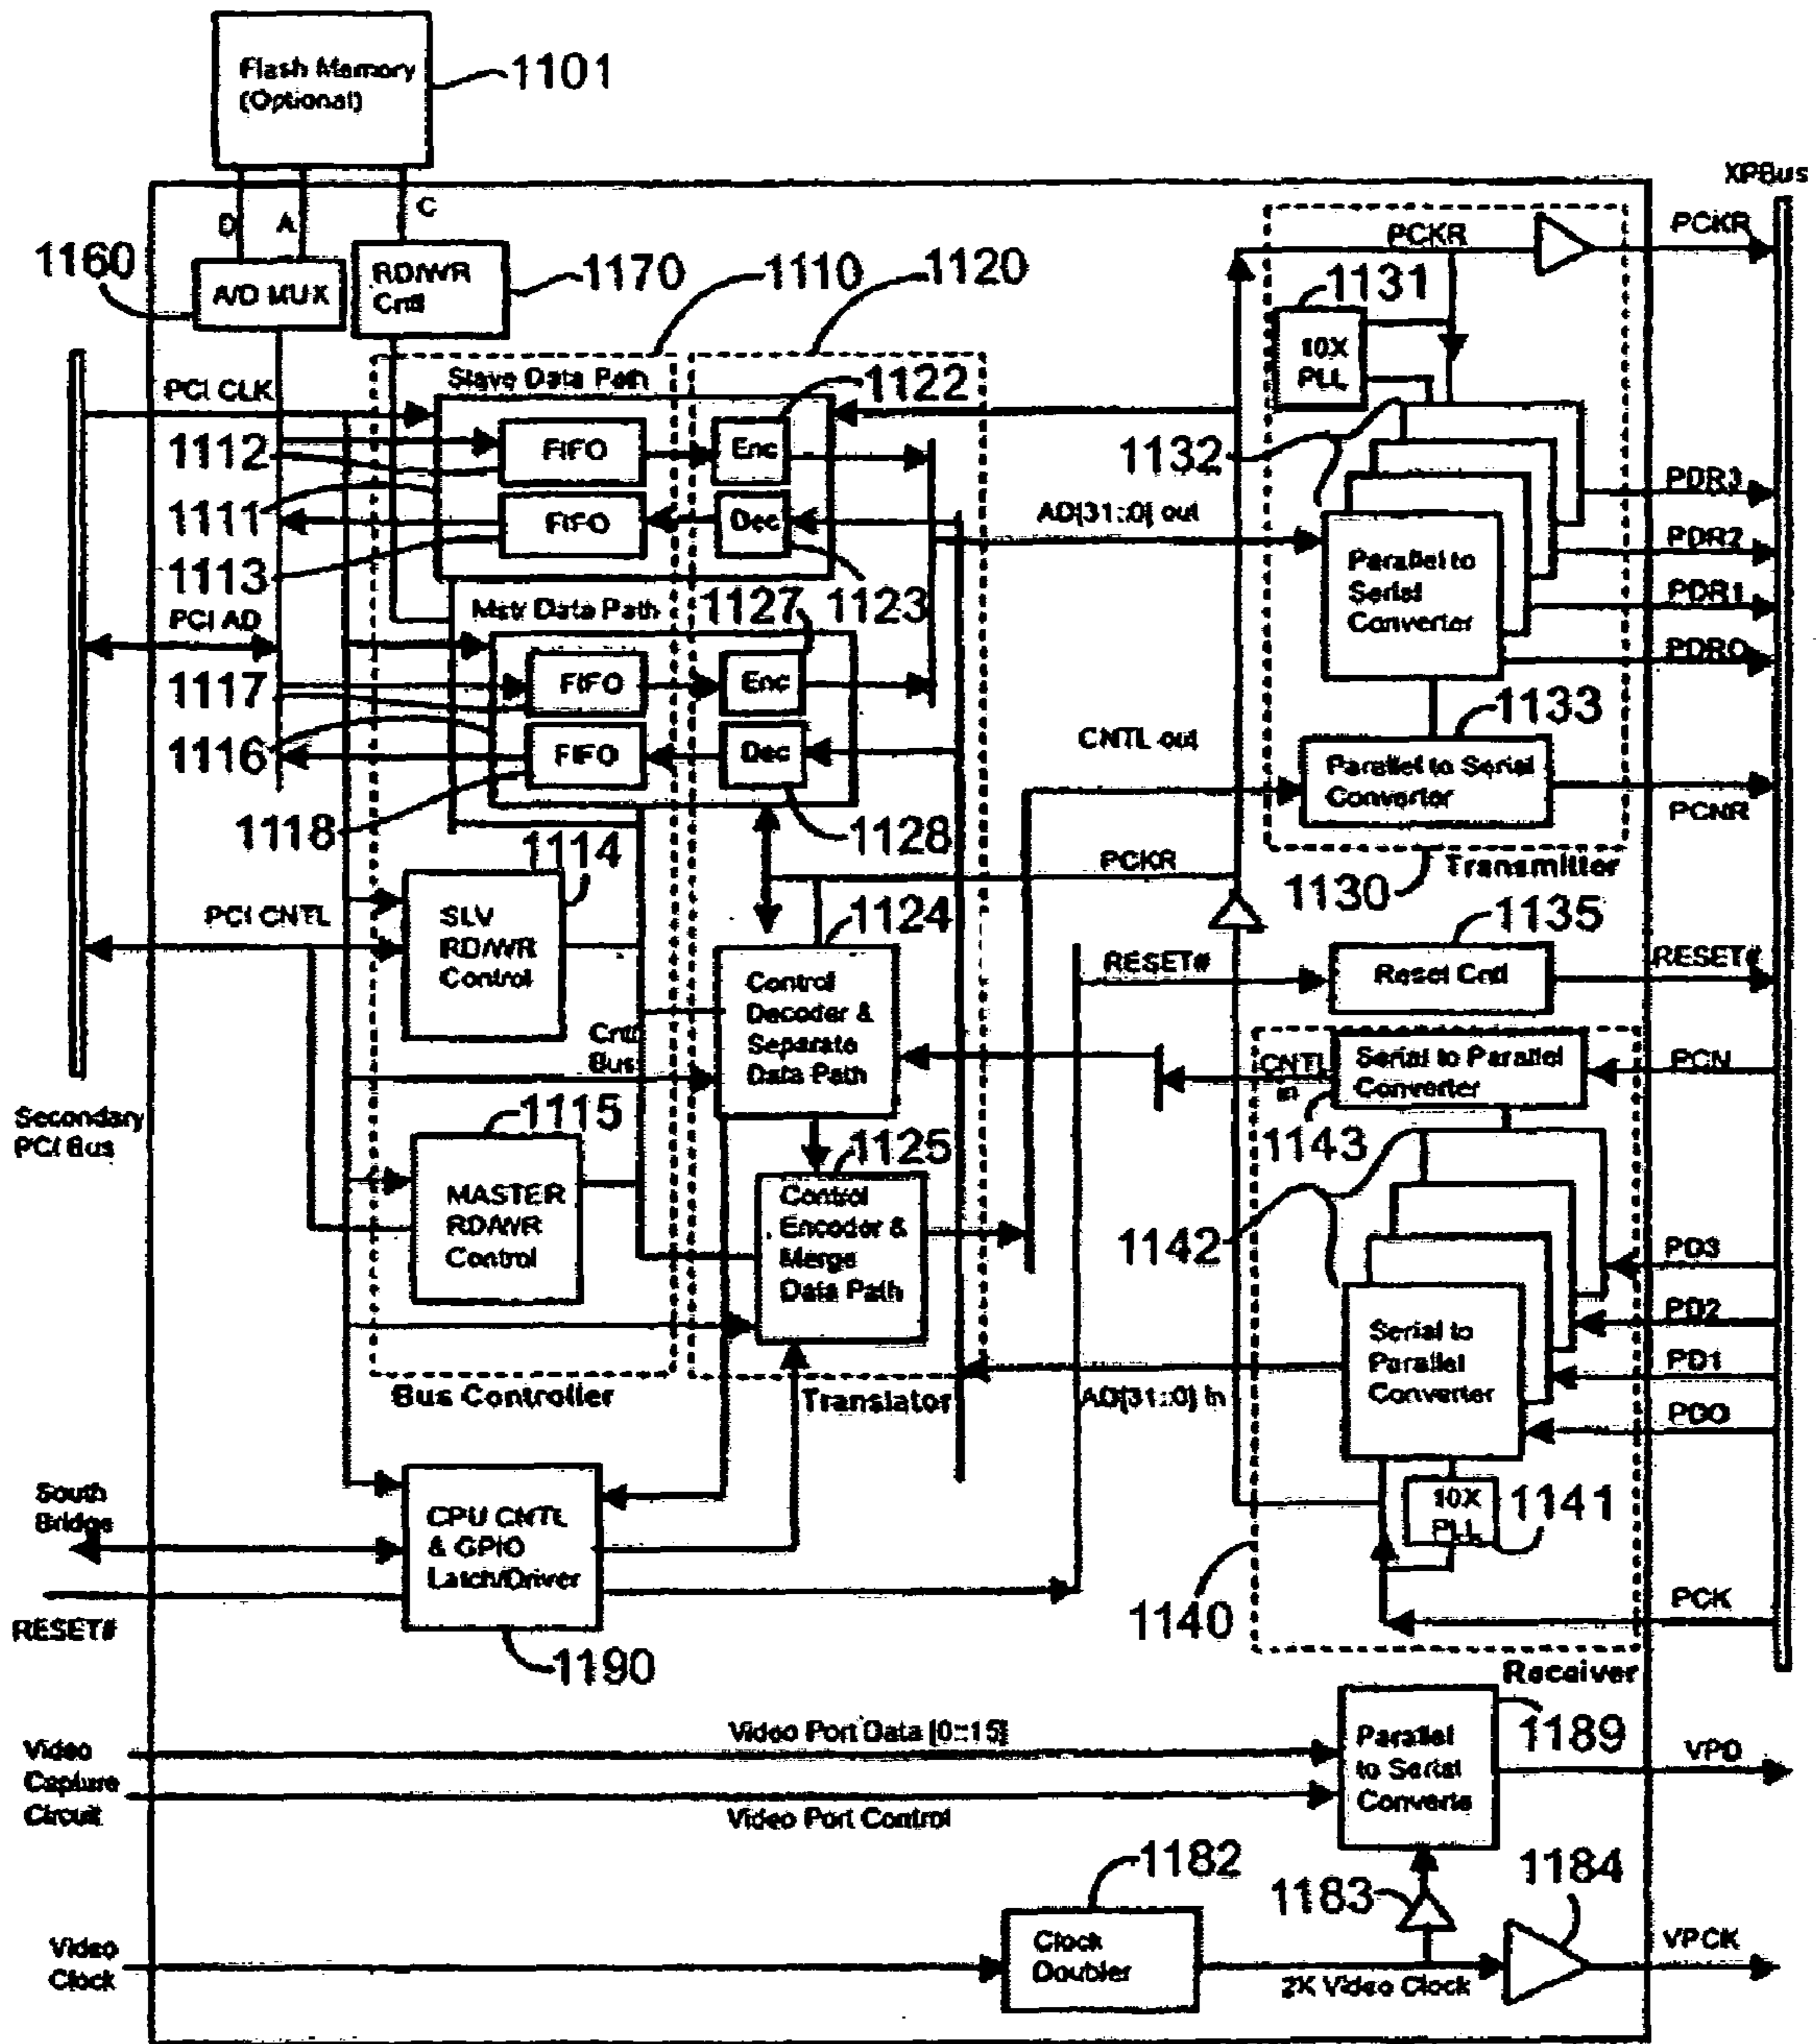 Flash Memory
(Optional)
1101
XPBus
D
A
C
PCKR
PCKR
1160
A/D MUX
RD/WR
Cntl
1170
1110
1120
1131
10X
PLL
Slave Data Path
1122
PCI CLK
1112
FIFO
Enc
1132
PDR3
1111
FIFO
Dec
AD[31::0] out
PDR2
1113
Parallel to
Serial
Converter
PDR1
Mstr Data Path
1127
1123
PCI AD
PDR0
1117
FIFO
Enc
1133
1116
FIFO
Dec
CNTL out
Parallel to Serial
Converter
PCNR
1118
1114
1128
PCKR
Transmitter
1130
PCI CNTL
SLV
RD/WR
Control
1124
1135
RESET#
Reset Cntl
RESET#
Control
Decoder &
Separate
Data Path
Cntl
Bus
CNTL
in
Serial to Parallel
Converter
PCN
Secondary
PCI Bus
1115
1125
1143
MASTER
RD/WR
Control
Control
Encoder &
Merge
Data Path
1142
PD3
PD2
Serial to
Parallel
Converter
PD1
Bus Controller
Translator
AD[31::0] in
PD0
South
Bridge
CPU CNTL
& GPIO
Latch/Driver
10X
PLL
1141
RESET#
1140
PCK
1190
Receiver
Video
Capture
Circuit
Video Port Data [0::15]
Parallel
to Serial
Converte
1189
VPD
Video Port Control
1182
1183
1184
Video
Clock
Clock
Doubler
2X Video Clock
VPCK